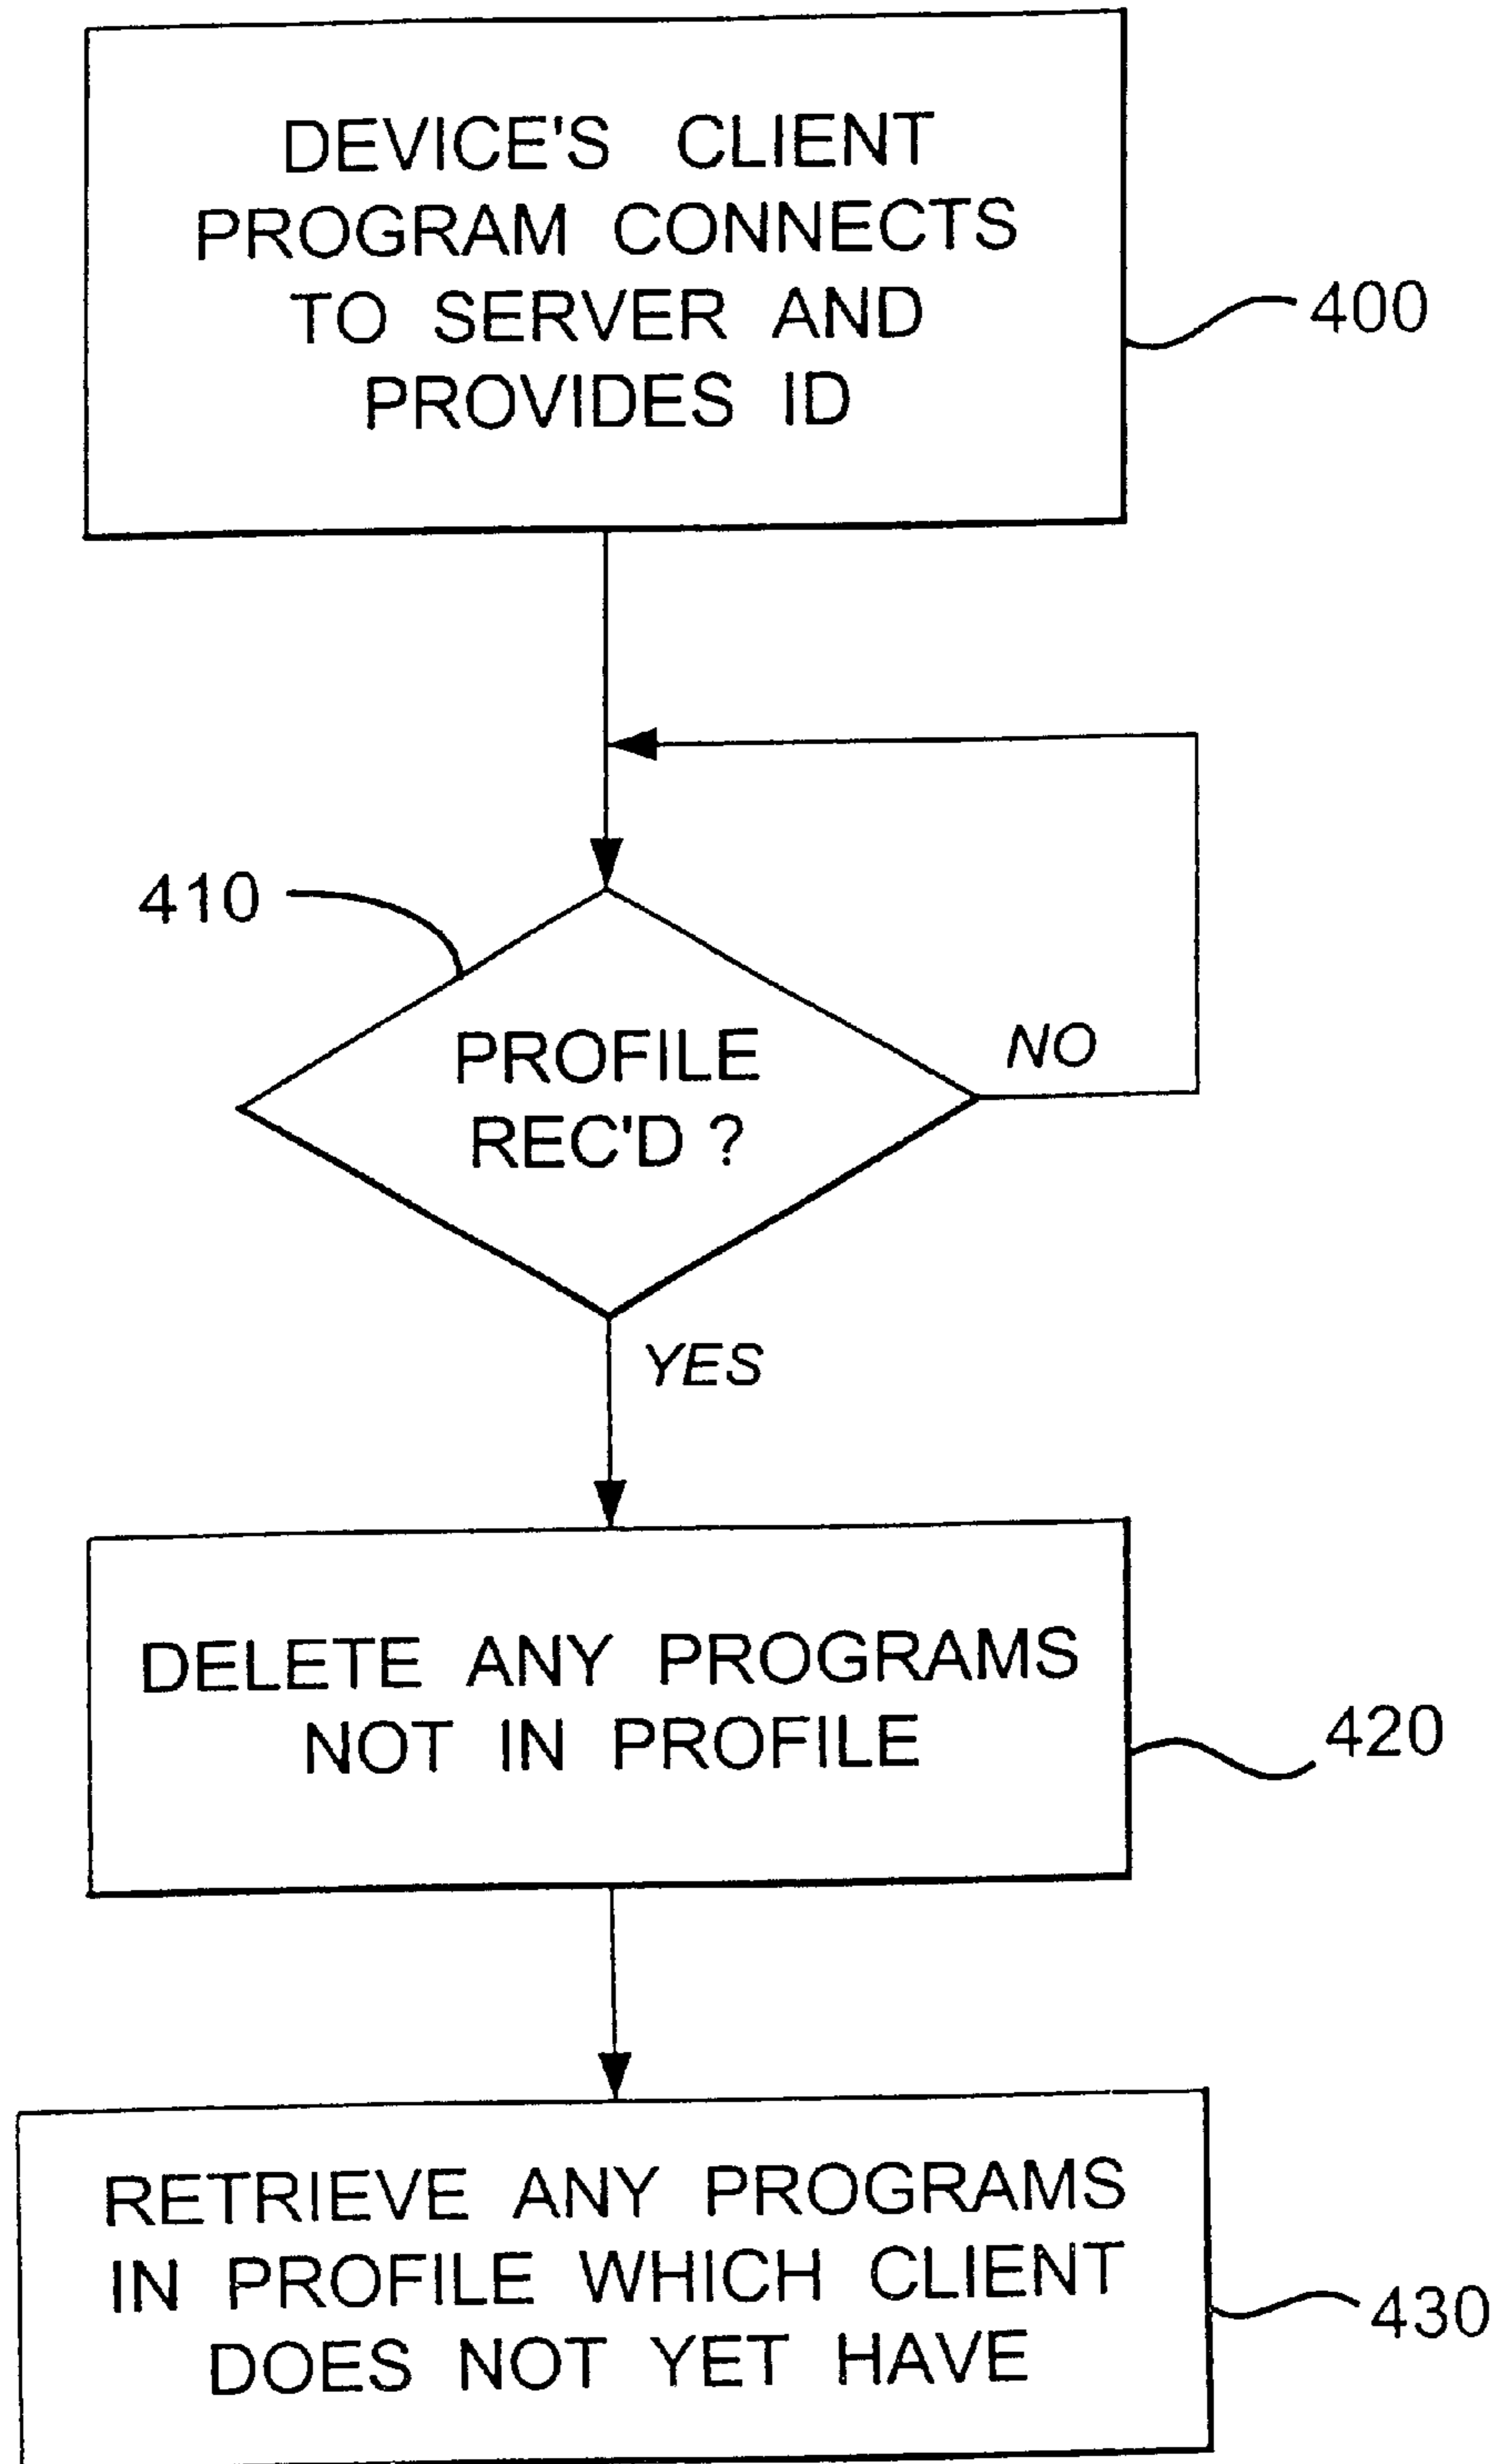 DEVICE'S CLIENT
PROGRAM CONNECTS
TO SERVER AND
PROVIDES ID
400
410
PROFILE
REC'D ?
NO
YES
DELETE ANY PROGRAMS
NOT IN PROFILE
420
RETRIEVE ANY PROGRAMS
IN PROFILE WHICH CLIENT
DOES NOT YET HAVE
430